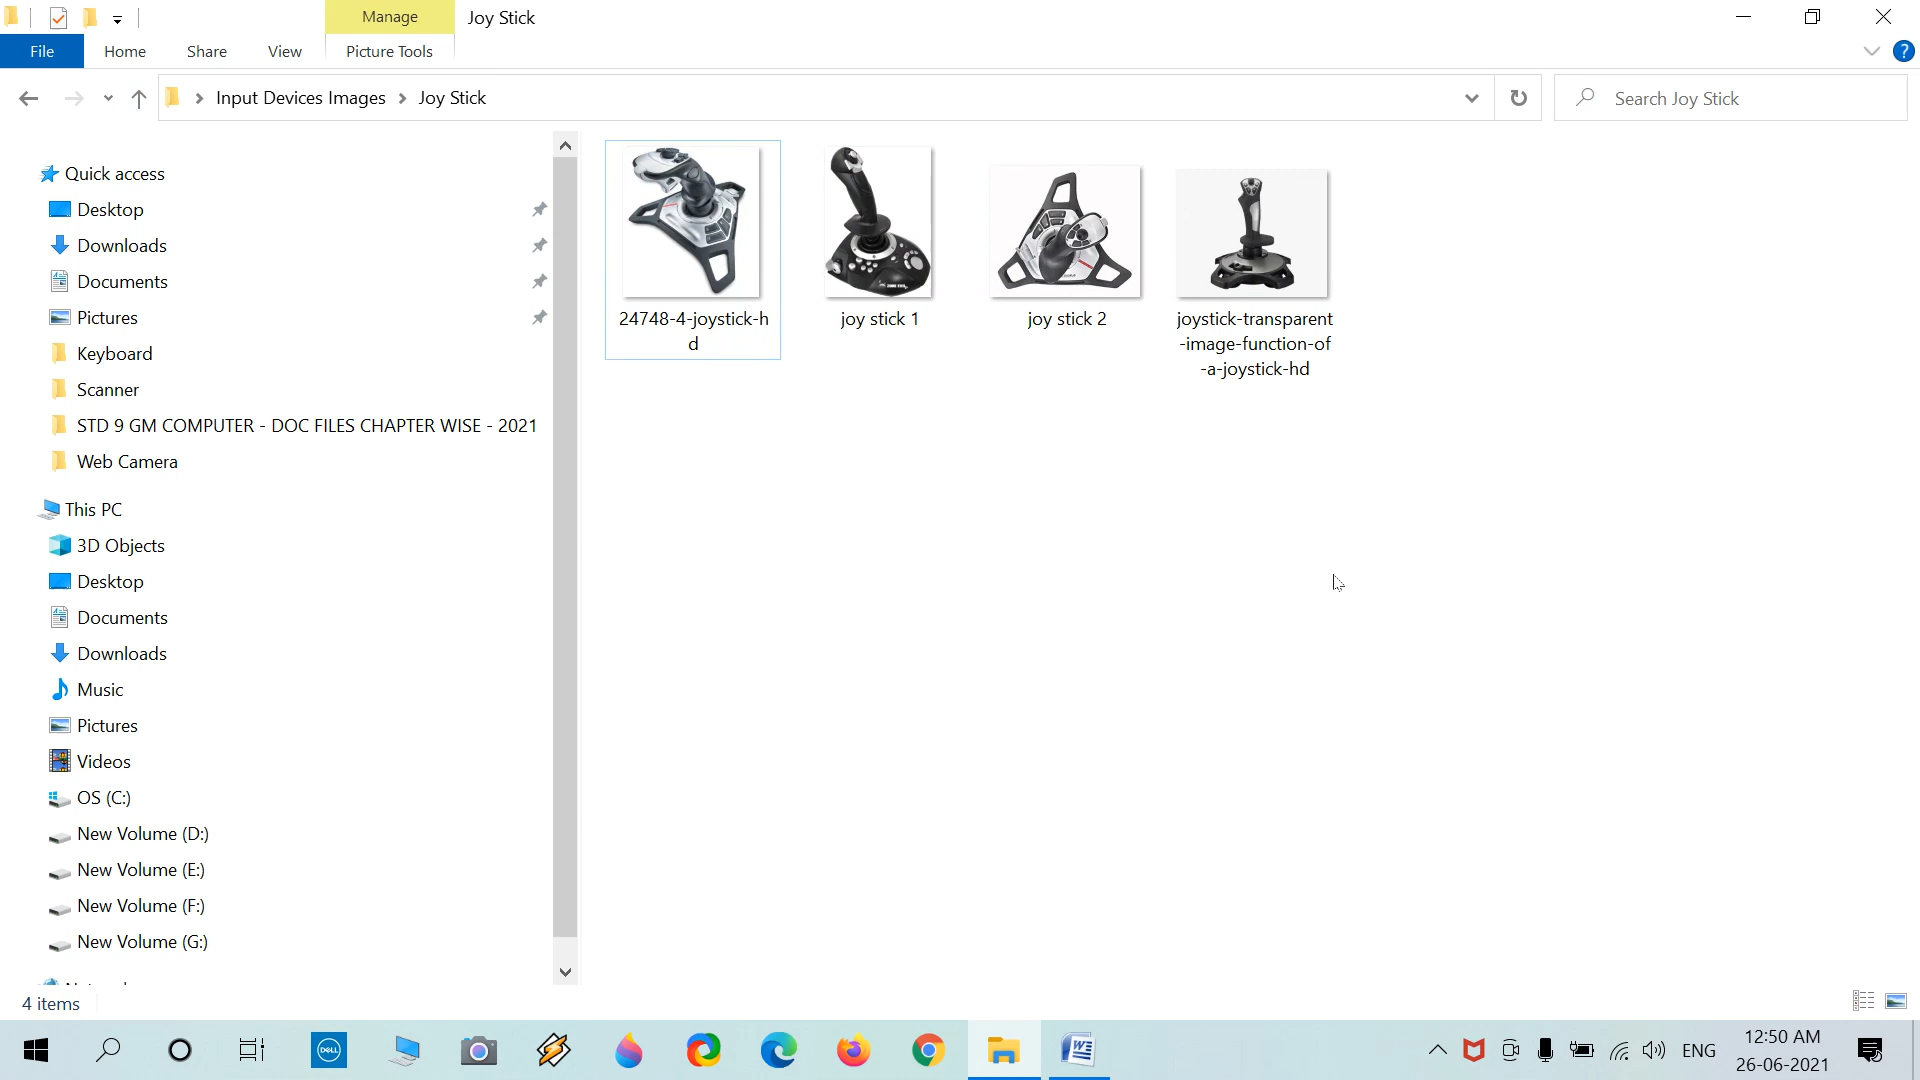 Manage
Joy Stick
File
Home
Share
View
Picture Tools
Input Devices Images
Joy Stick
Search Joy Stick
Quick access
Desktop
Downloads
Documents
Pictures
Keyboard
Scanner
STD 9 GM COMPUTER - DOC FILES CHAPTER WISE - 2021
Web Camera
This PC
3D Objects
Desktop
Documents
Downloads
Music
Pictures
Videos
OS (C:)
New Volume (D:)
New Volume (E:)
New Volume (F:)
New Volume (G:)
24748-4-joystick-h
d
joy stick 1
joy stick 2
joystick-transparent
-image-function-of
-a-joystick-hd
4 items
DELL
ENG
12:50 AM
26-06-2021